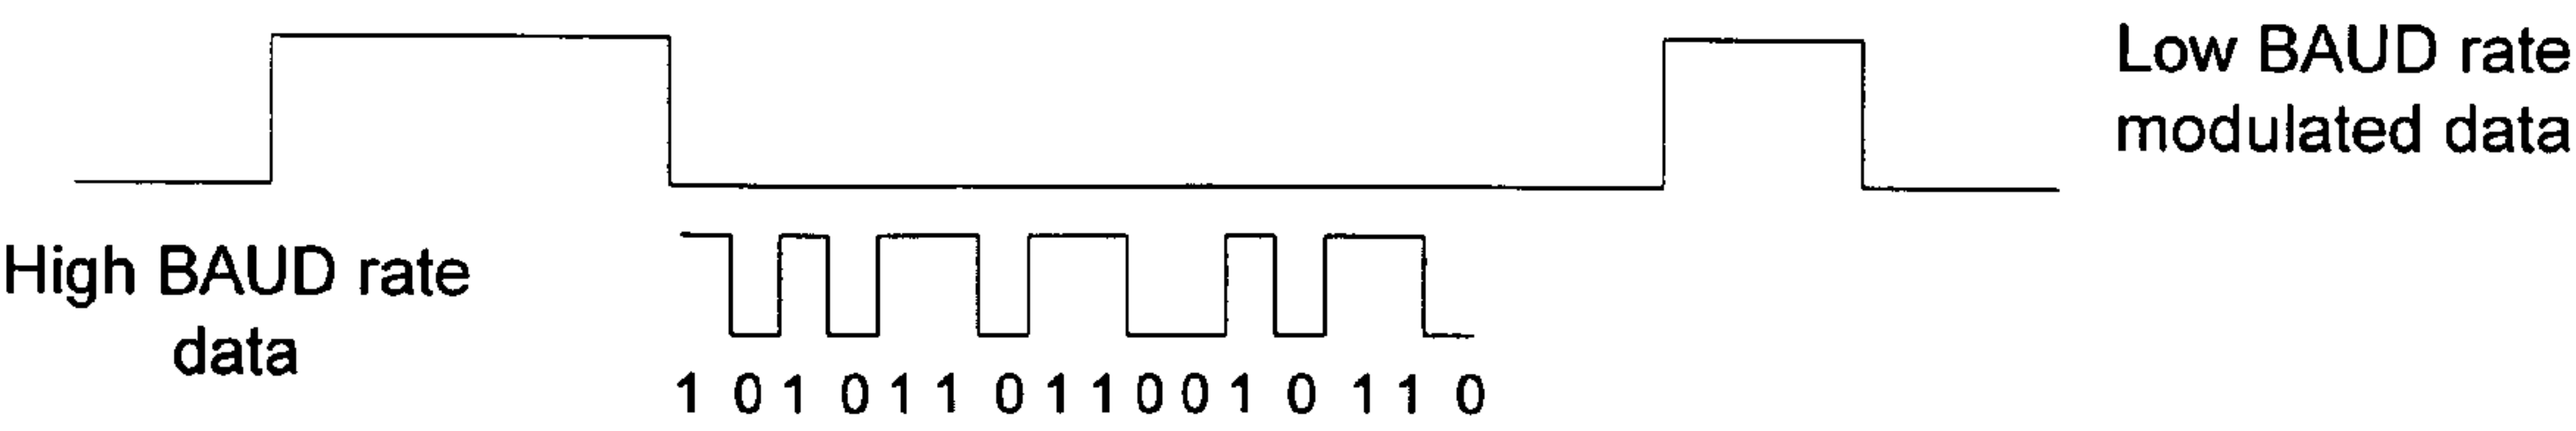 Low BAUD rate
modulated data
High BAUD rate
data
1 0 1 0 1 1 0 1 1 0 0 1 0 1 1 0